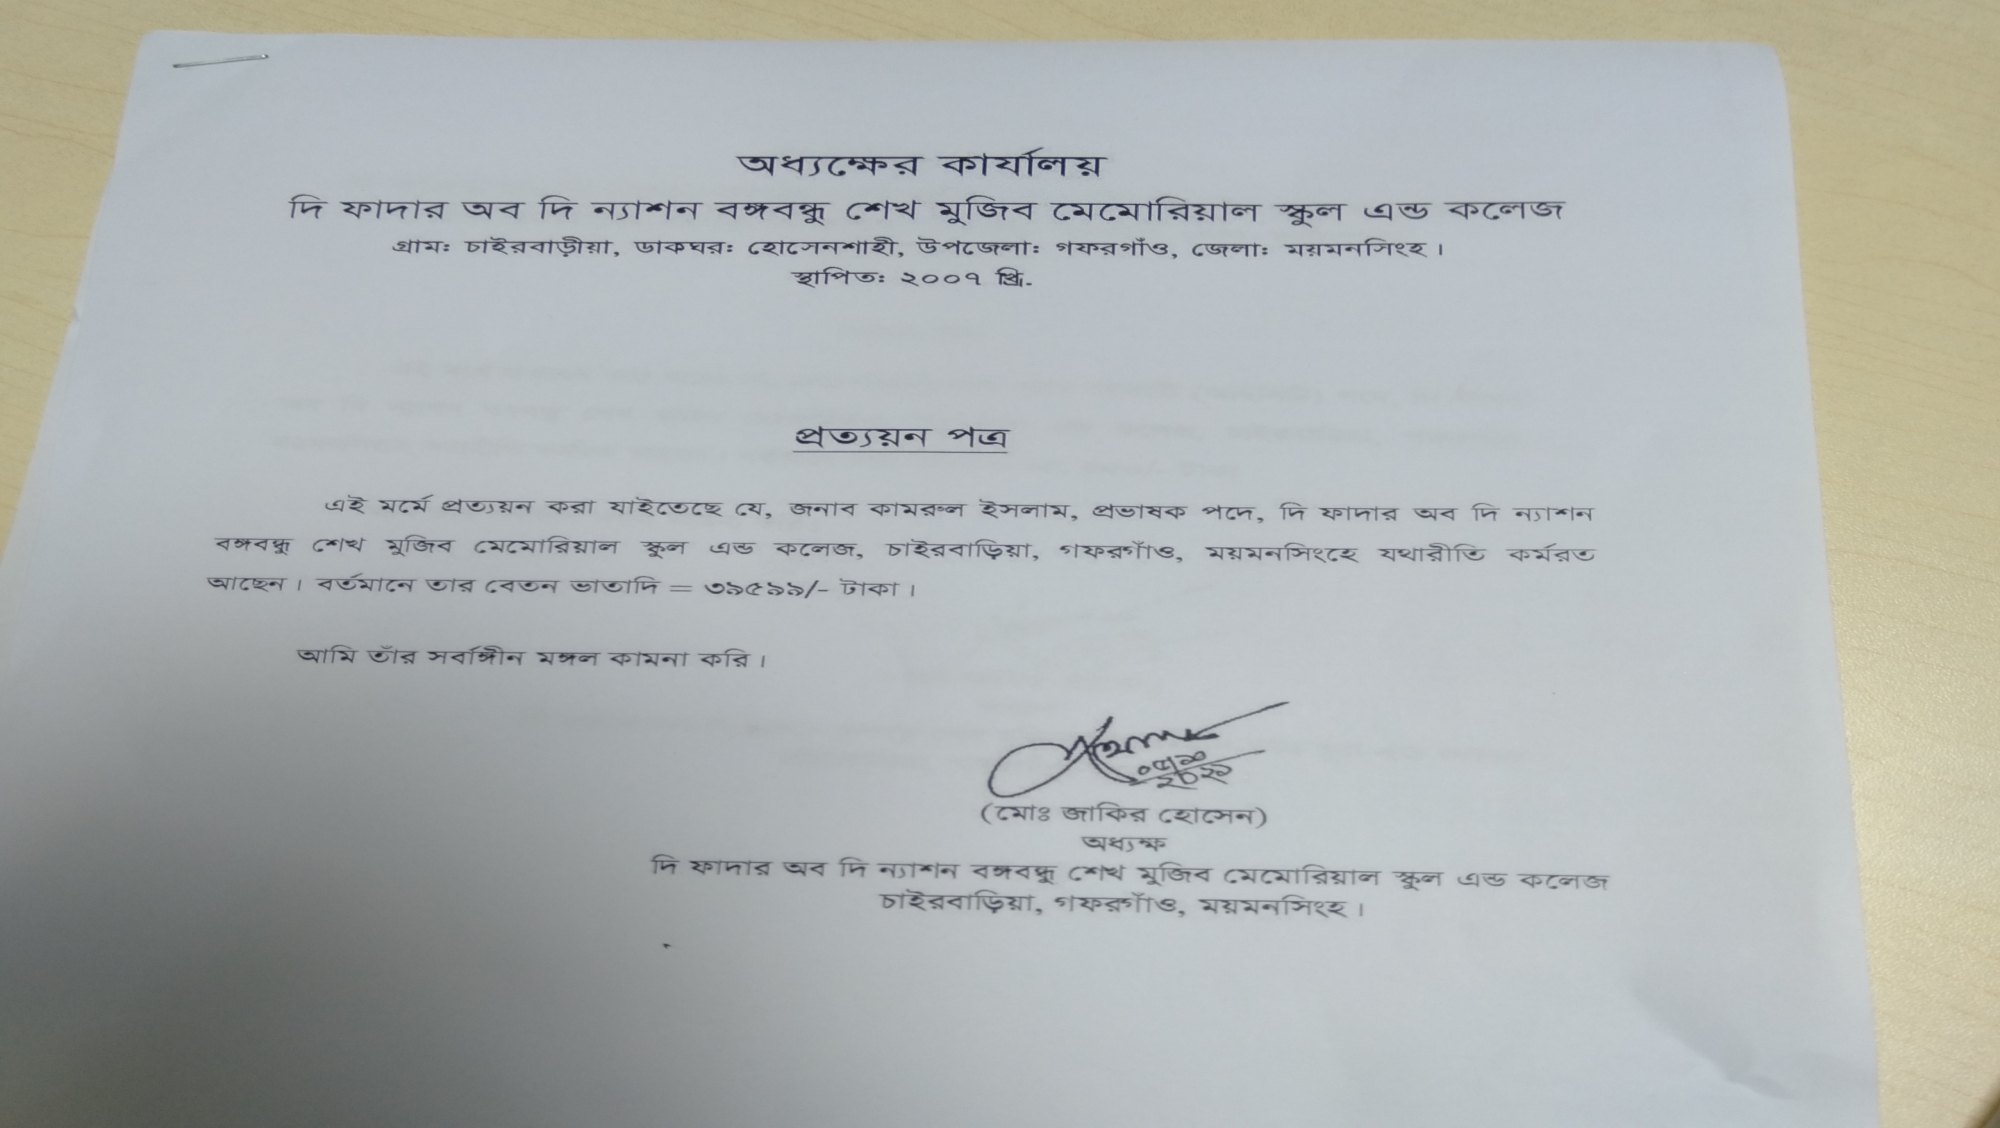 অধ্যক্ষের কার্যালয়
দি ফাদার অব দি ন্যাশন বঙ্গবন্ধু শেখ মুজিব মেমোরিয়াল স্কুল এন্ড কলেজ
গ্রাম: চাইরবাড়ীয়া, ডাকঘর: হোসেনশাহী, উপজেলা: গফরগাঁও, জেলা: ময়মনসিংহ।
স্থাপিত: ২০০৭ খ্রি.
প্রত্যয়ন পত্র
এই মর্মে প্রত্যয়ন করা যাইতেছে যে, জনাব কামরুল ইসলাম, প্রভাষক পদে, দি ফাদার অব দি ন্যাশন
বঙ্গবন্ধু শেখ মুজিব মেমোরিয়াল স্কুল এন্ড কলেজ, চাইরবাড়িয়া, গফরগাঁও, ময়মনসিংহে যথারীতি কর্মরত
আছেন। বর্তমানে তার বেতন ভাতাদি = ৩৯৫৯৯/- টাকা।
আমি তাঁর সর্বাঙ্গীন মঙ্গল কামনা করি।
(মোঃ জাকির হোসেন)
অধ্যক্ষ
দি ফাদার অব দি ন্যাশন বঙ্গবন্ধু শেখ মুজিব মেমোরিয়াল স্কুল এন্ড কলেজ
চাইরবাড়িয়া, গফরগাঁও, ময়মনসিংহ।